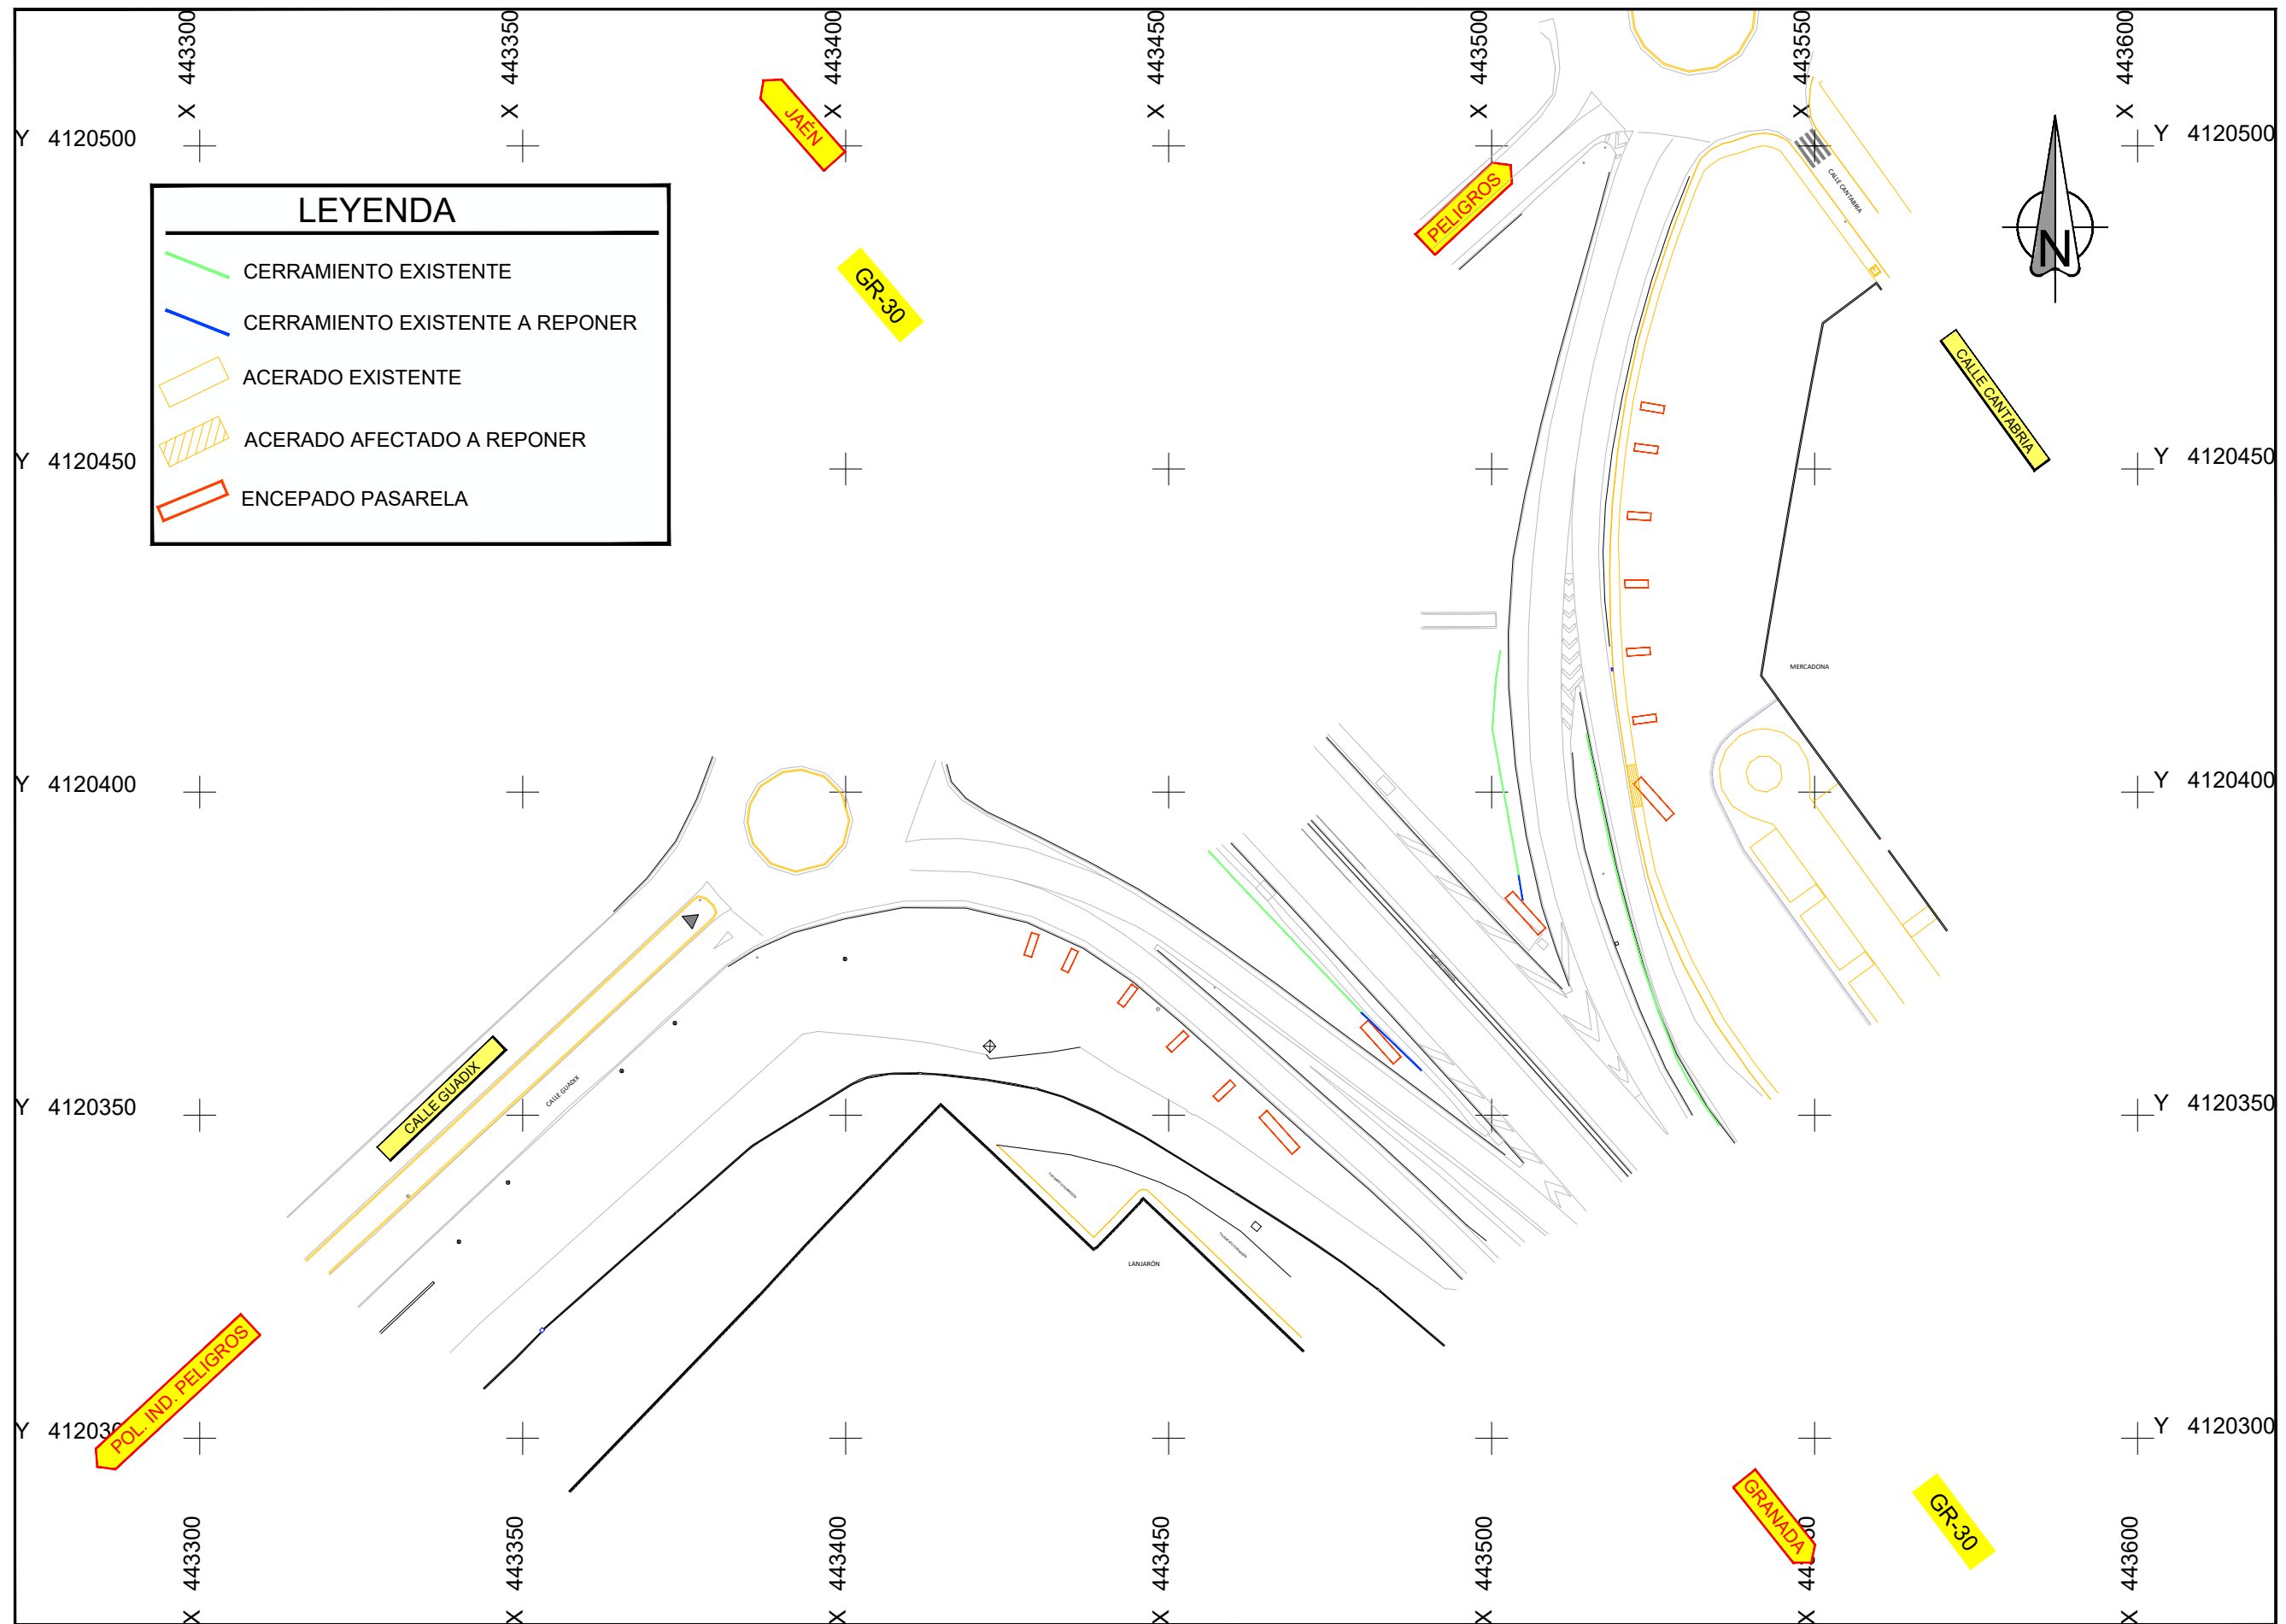 X 443300
X 443350
X 443400
X 443450
X 443500
X 443550
X 443600
Y 4120500
Y 4120500
JAÉN
PELIGROS
CALLE CANTABRIA
N
LEYENDA
CERRAMIENTO EXISTENTE
CERRAMIENTO EXISTENTE A REPONER
ACERADO EXISTENTE
ACERADO AFECTADO A REPONER
ENCEPADO PASARELA
GR-30
CALLE CANTABRIA
Y 4120450
Y 4120450
MERCADONA
Y 4120400
Y 4120400
CALLE GUADIX
CALLE GUADIX
Y 4120350
Y 4120350
LANJARÓN
POL. IND. PELIGROS
Y 4120300
Y 4120300
GRANADA
GR-30
X 443300
X 443350
X 443400
X 443450
X 443500
X 443550
X 443600